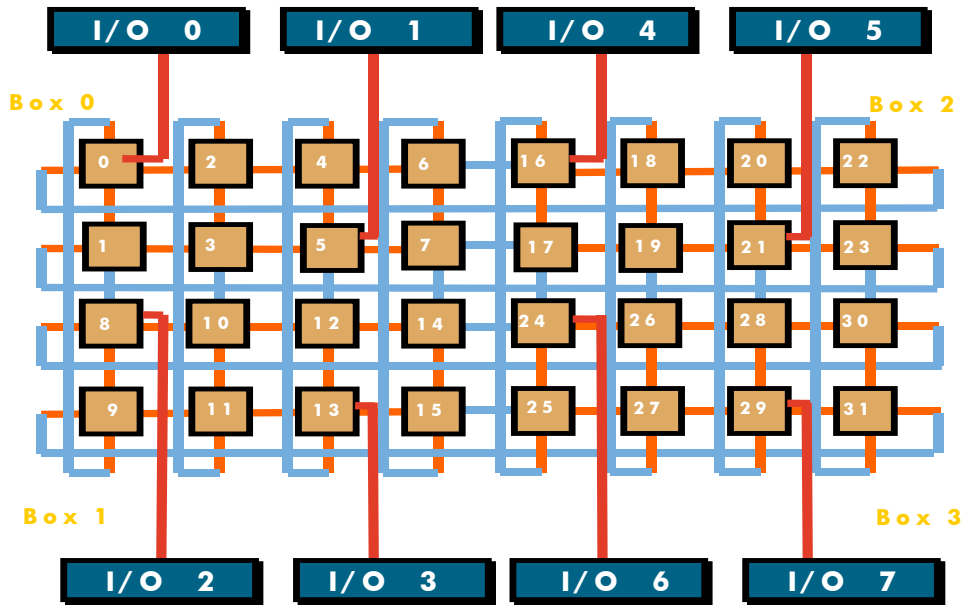 I/O 0 I/O 1 I/O 4 I/O 5
Box 0 Box 2
0 2 4 6 16 18 20 22
1 3 5 7 17 19 21 23
8 10 12 14 24 26 28 30
9 11 13 15 25 27 29 31
Box 1 Box 3
I/O 2 I/O 3 I/O 6 I/O 7